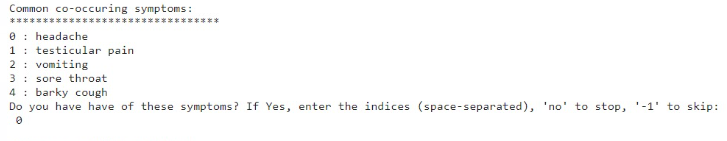 Common co-occuring symptoms:
********************************
0 : headache
1 : testicular pain
2 : vomiting
3 : sore throat
4 : barky cough
Do you have have of these symptoms? If Yes, enter the indices (space-separated), 'no' to stop, '-1' to skip:
0